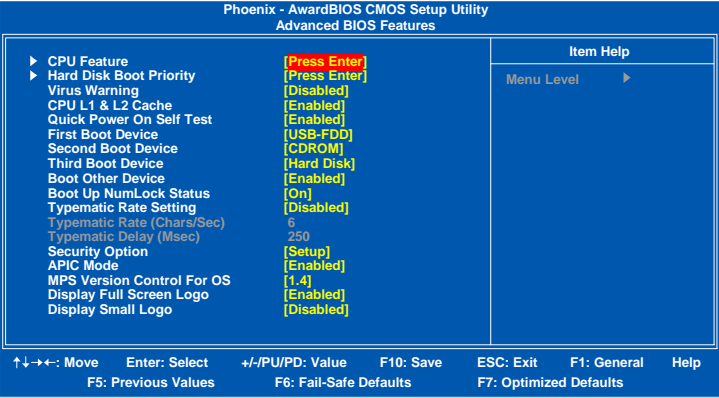 Phoenix - AwardBIOS CMOS Setup Utility
Advanced BIOS Features
Item Help
CPU Feature [Press Enter]
Hard Disk Boot Priority [Press Enter]
Menu Level
Virus Warning [Disabled]
CPU L1 & L2 Cache [Enabled]
Quick Power On Self Test [Enabled]
First Boot Device [USB-FDD]
Second Boot Device [CDROM]
Third Boot Device [Hard Disk]
Boot Other Device [Enabled]
Boot Up NumLock Status [On]
Typematic Rate Setting [Disabled]
Typematic Rate (Chars/Sec) 6
Typematic Delay (Msec) 250
Security Option [Setup]
APIC Mode [Enabled]
MPS Version Control For OS [1.4]
Display Full Screen Logo [Enabled]
Display Small Logo [Disabled]
↑↓→←: Move Enter: Select +/-/PU/PD: Value F10: Save ESC: Exit F1: General Help
F5: Previous Values F6: Fail-Safe Defaults F7: Optimized Defaults